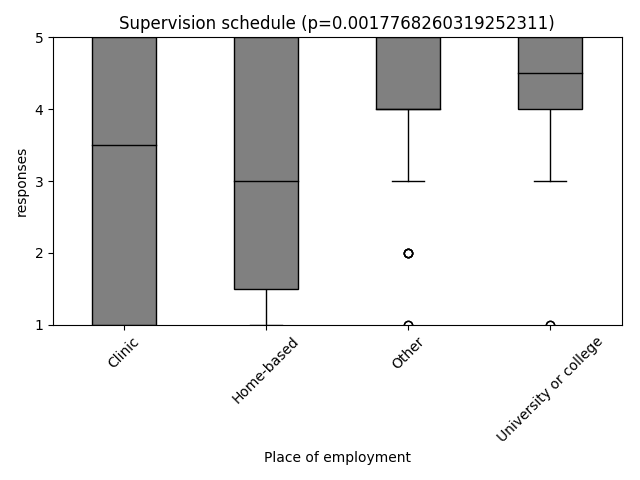 Supervision schedule (p=0.0017768260319252311)
5
4
3
2
1
responses
Clinic
Home-based
Other
University or college
Place of employment